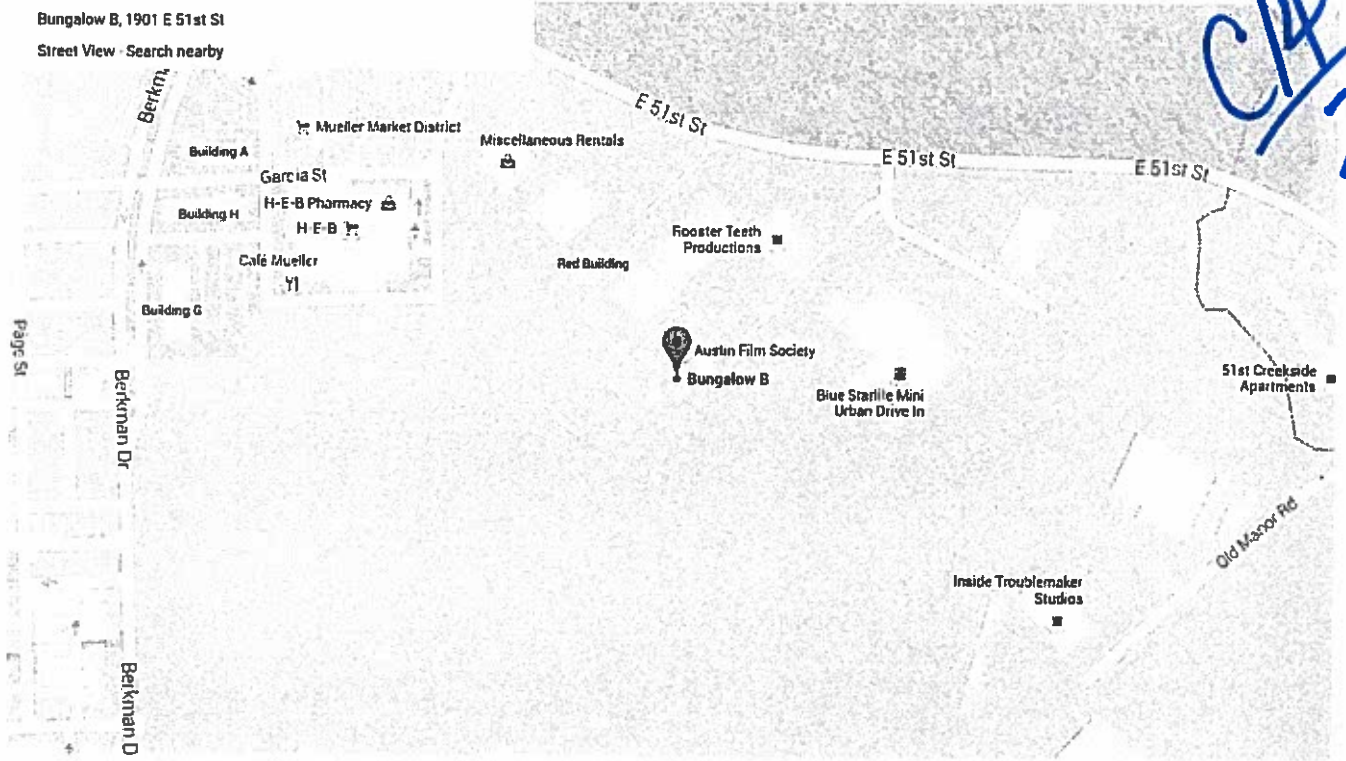 Bungalow B, 1901 E 51st St
Street View - Search nearby
E 51st St
Mueller Market District
Miscellaneous Rentals
Building A
E 51st St
E 51st St
Garcia St
H-E-B Pharmacy
Building H
H-E-B
Rooster Teeth
Productions
Café Mueller
Red Building
Building G
Page St
Austin Film Society
Bungalow B
Berkman Dr
Blue Starlite Mini
Urban Drive In
51st Creekside
Apartments
Old Manor Rd
Inside Troublemaker
Studios
Berkman D
C14